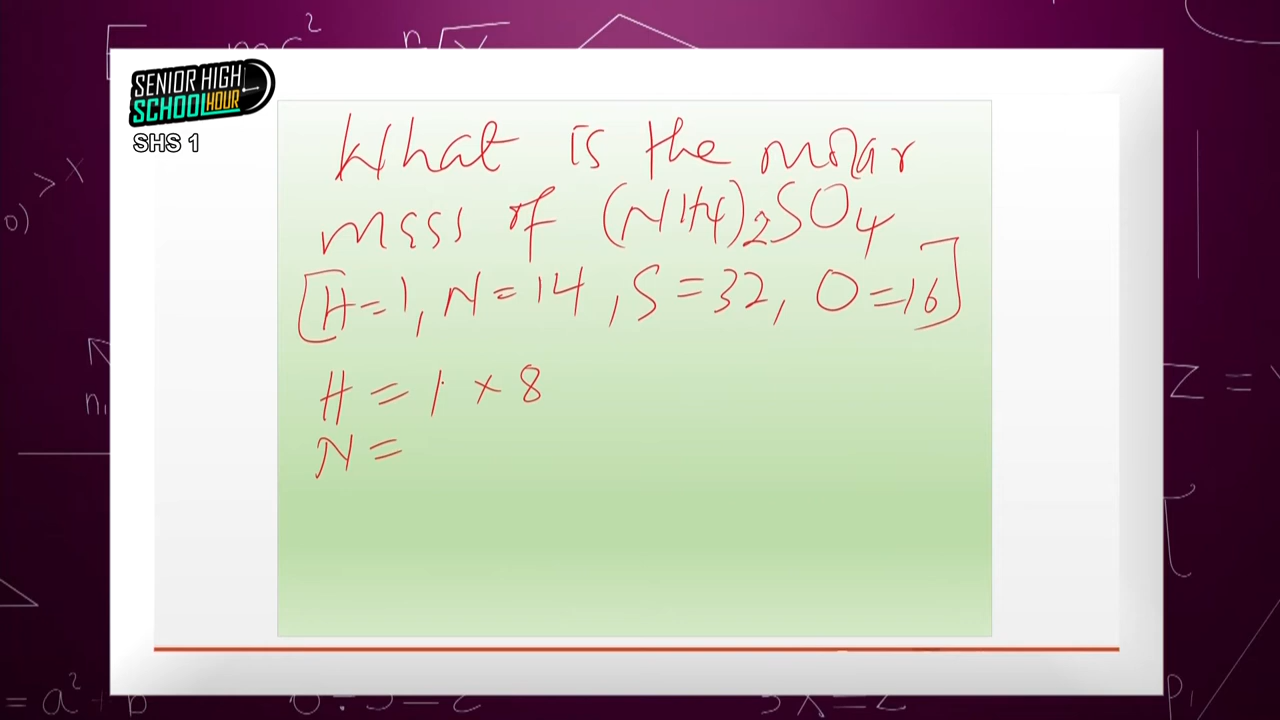 SENIOR HIGH
SCHOOL HOUR
SHS 1
What is the molar
mass of (NH4)2SO4
[H=1, N=14, S=32, O=16]
H = 1 × 8
N =